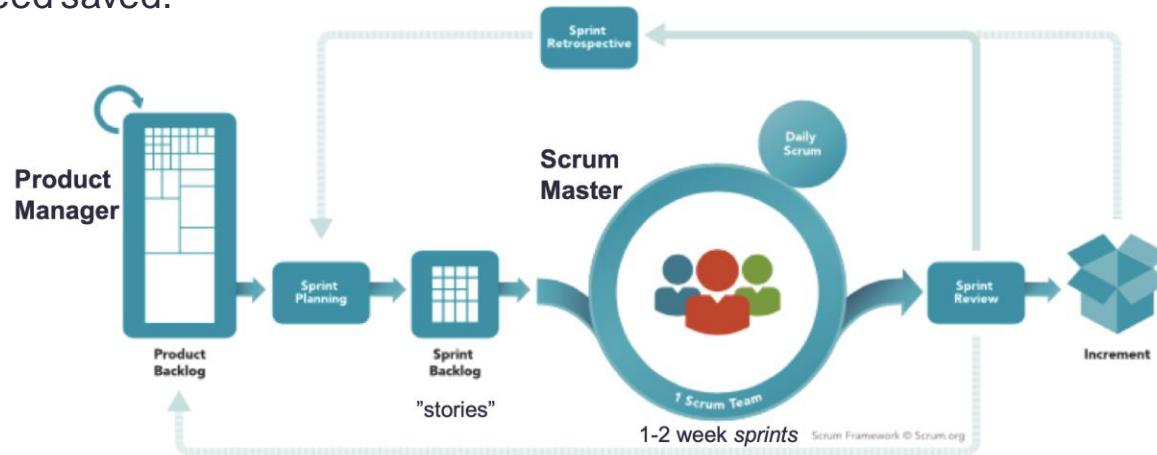 Sprint
Retrospective
Daily
Scrum
Scrum
Master
Product
Manager
Sprint
Planning
Sprint
Review
Product
Backlog
Sprint
Backlog
Increment
"stories"
1 Scrum Team
1-2 week sprints
Scrum Framework © Scrum.org